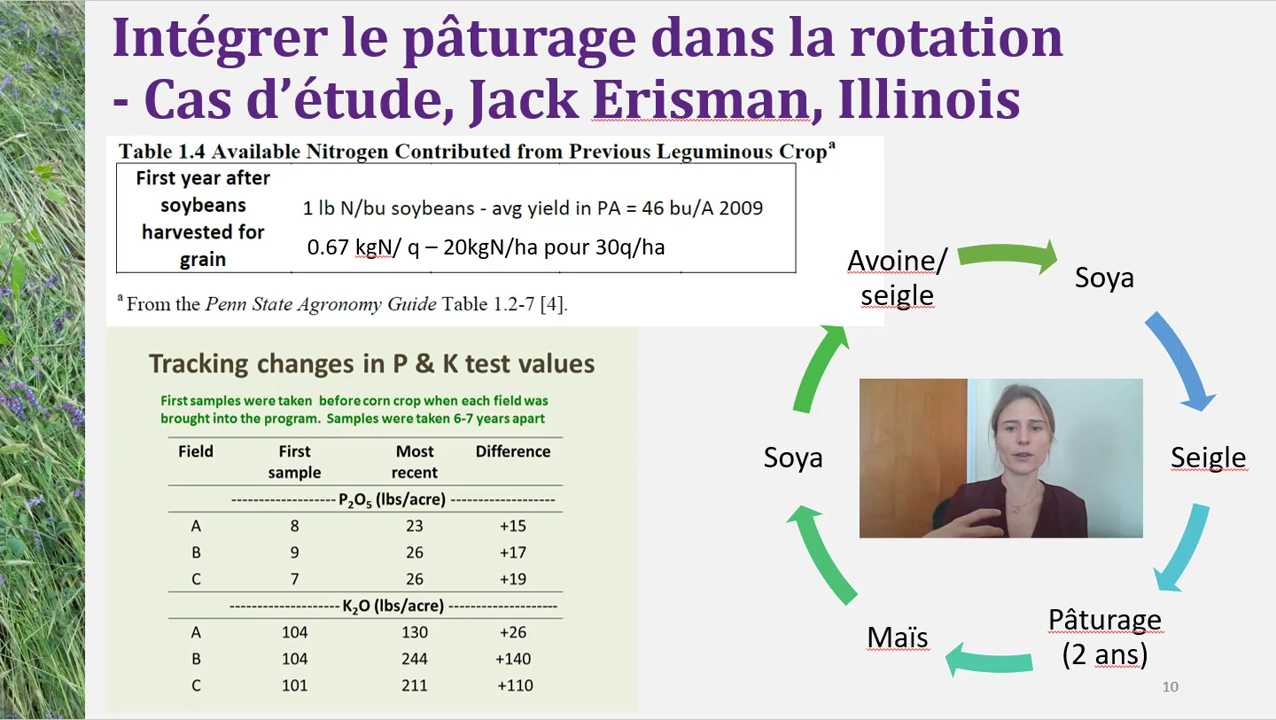 Intégrer le pâturage dans la rotation
- Cas d’étude, Jack Erisman, Illinois
Table 1.4 Available Nitrogen Contributed from Previous Leguminous Crop^a
First year after
soybeans
harvested for
grain
1 lb N/bu soybeans - avg yield in PA = 46 bu/A 2009
0.67 kgN/ q – 20kgN/ha pour 30q/ha
^a From the Penn State Agronomy Guide Table 1.2-7 [4].
Tracking changes in P & K test values
First samples were taken before corn crop when each field was
brought into the program. Samples were taken 6-7 years apart
Field First sample Most recent Difference
P₂O₅ (lbs/acre)
A 8 23 +15
B 9 26 +17
C 7 26 +19
K₂O (lbs/acre)
A 104 130 +26
B 104 244 +140
C 101 211 +110
Avoine/
seigle
Soya
Seigle
Pâturage
(2 ans)
Maïs
Soya
10